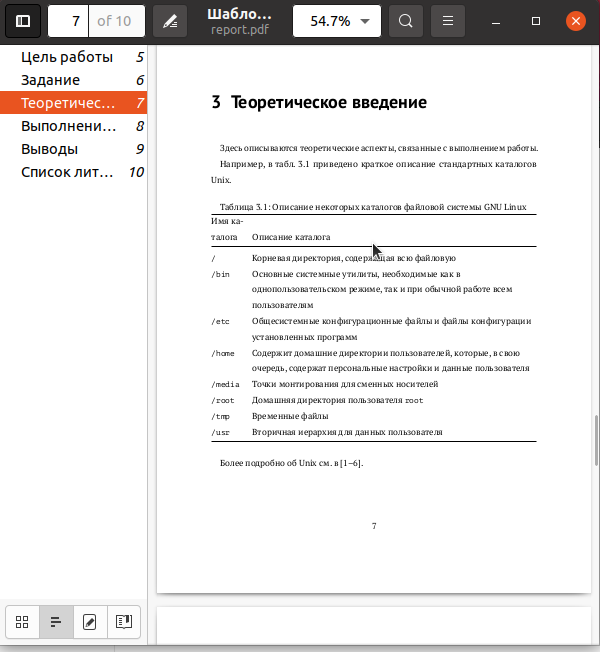 7 of 10
Шабло...
report.pdf
54.7%
Цель работы 5
Задание 6
Теоретичес... 7
Выполнени... 8
Выводы 9
Список лит... 10
3 Теоретическое введение
Здесь описываются теоретические аспекты, связанные с выполнением работы.
Например, в табл. 3.1 приведено краткое описание стандартных каталогов
Unix.
Таблица 3.1: Описание некоторых каталогов файловой системы GNU Linux
Имя ка-
талога Описание каталога
/ Корневая директория, содержащая всю файловую
/bin Основные системные утилиты, необходимые как в
однопользовательском режиме, так и при обычной работе всем
пользователям
/etc Общесистемные конфигурационные файлы и файлы конфигурации
установленных программ
/home Содержит домашние директории пользователей, которые, в свою
очередь, содержат персональные настройки и данные пользователя
/media Точки монтирования для сменных носителей
/root Домашняя директория пользователя root
/tmp Временные файлы
/usr Вторичная иерархия для данных пользователя
Более подробно об Unix см. в [1–6].
7